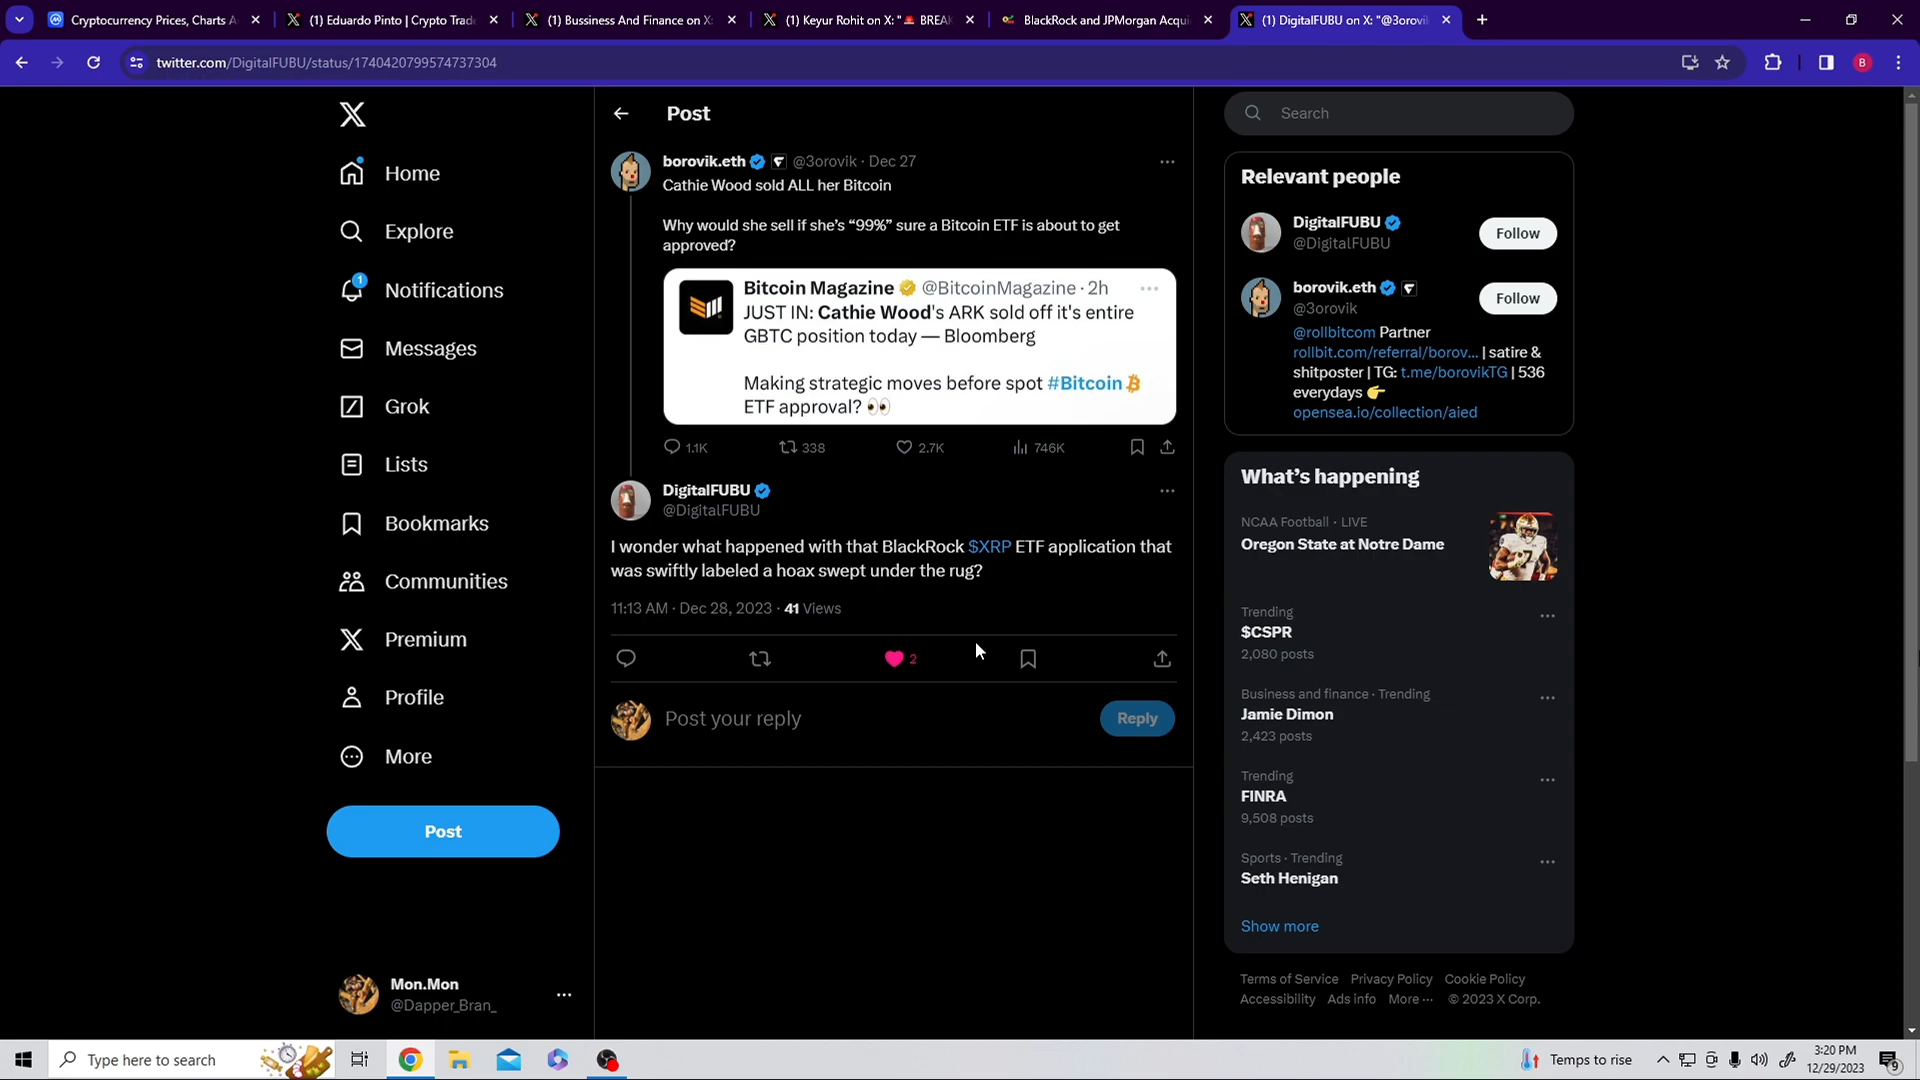 Cryptocurrency Prices, Charts A
(1) Eduardo Pinto | Crypto Trad
(1) Bussiness And Finance on X:
(1) Keyur Rohit on X: "🚨 BREAK
BlackRock and JPMorgan Acqui
(1) DigitalFUBU on X: "@3orovi
twitter.com/DigitalFUBU/status/1740420799574737304
B
Home
Explore
1
Notifications
Messages
Grok
Lists
Bookmarks
Communities
Premium
Profile
More
Post
Mon.Mon
@Dapper_Bran_
Post
borovik.eth @3orovik · Dec 27
Cathie Wood sold ALL her Bitcoin
Why would she sell if she's “99%” sure a Bitcoin ETF is about to get
approved?
Bitcoin Magazine @BitcoinMagazine · 2h
JUST IN: Cathie Wood's ARK sold off it's entire
GBTC position today — Bloomberg
Making strategic moves before spot #Bitcoin
ETF approval? 👀
1.1K 338 2.7K 746K
DigitalFUBU
@DigitalFUBU
I wonder what happened with that BlackRock $XRP ETF application that
was swiftly labeled a hoax swept under the rug?
11:13 AM · Dec 28, 2023 · 41 Views
2
Post your reply
Reply
Search
Relevant people
DigitalFUBU
@DigitalFUBU
Follow
borovik.eth
@3orovik
Follow
@rollbitcom Partner
rollbit.com/referral/borov... | satire &
shitposter | TG: t.me/borovikTG | 536
everydays 👉
opensea.io/collection/aied
What's happening
NCAA Football · LIVE
Oregon State at Notre Dame
Trending
$CSPR
2,080 posts
Business and finance · Trending
Jamie Dimon
2,423 posts
Trending
FINRA
9,508 posts
Sports · Trending
Seth Henigan
Show more
Terms of Service Privacy Policy Cookie Policy
Accessibility Ads info More ··· © 2023 X Corp.
Type here to search
Temps to rise
3:20 PM
12/29/2023
9